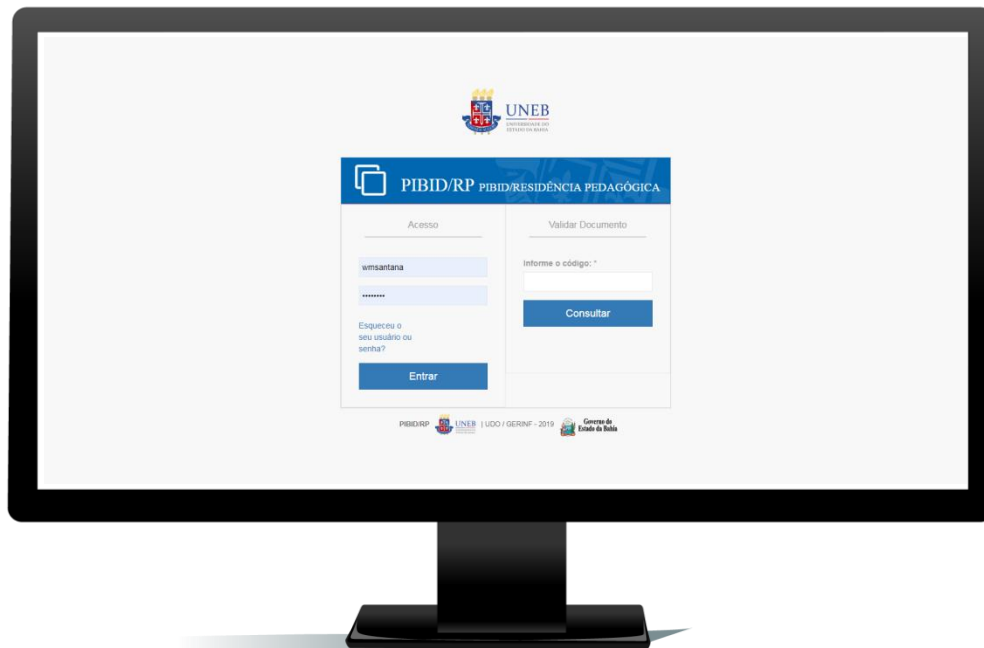 UNEB
UNIVERSIDADE DO
ESTADO DA BAHIA
PIBID/RP PIBID/RESIDÊNCIA PEDAGÓGICA
Acesso
wmsantana
••••••••
Esqueceu o
seu usuário ou
senha?
Entrar
Validar Documento
Informe o código: *
Consultar
PIBID/RP UNEB | UDO / GERINF - 2019 Governo do
Estado da Bahia